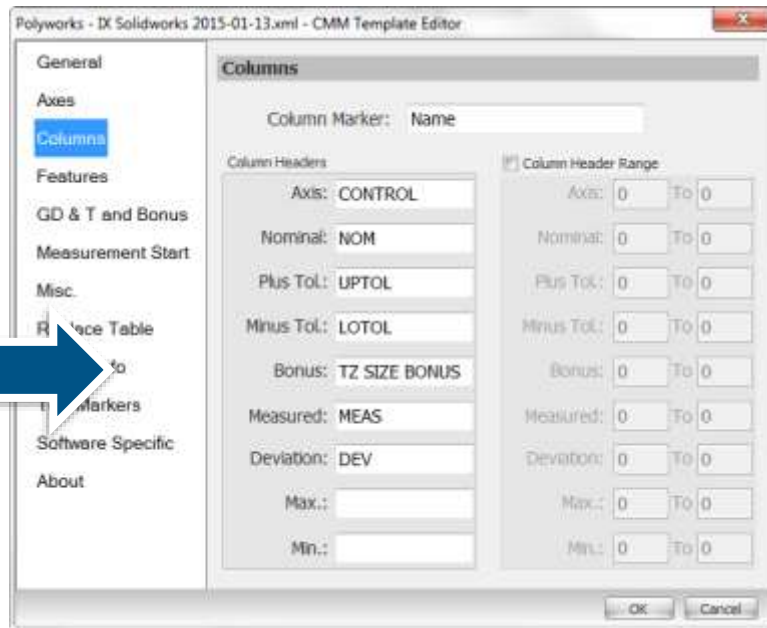 Polyworks - IX Solidworks 2015-01-13.xml - CMM Template Editor
General
Axes
Columns
Features
GD & T and Bonus
Measurement Start
Misc.
Table
Markers
Software Specific
About
Columns
Column Marker: Name
Column Headers
Axis: CONTROL
Nominal: NOM
Plus Tol.: UPTOL
Minus Tol.: LOTOL
Bonus: TZ SIZE BONUS
Measured: MEAS
Deviation: DEV
Max.:
Min.:
Column Header Range
Axis: 0 To 0
Nominal: 0 To 0
Plus Tol.: 0 To 0
Minus Tol.: 0 To 0
Bonus: 0 To 0
Measured: 0 To 0
Deviation: 0 To 0
Max.: 0 To 0
Min.: 0 To 0
OK Cancel